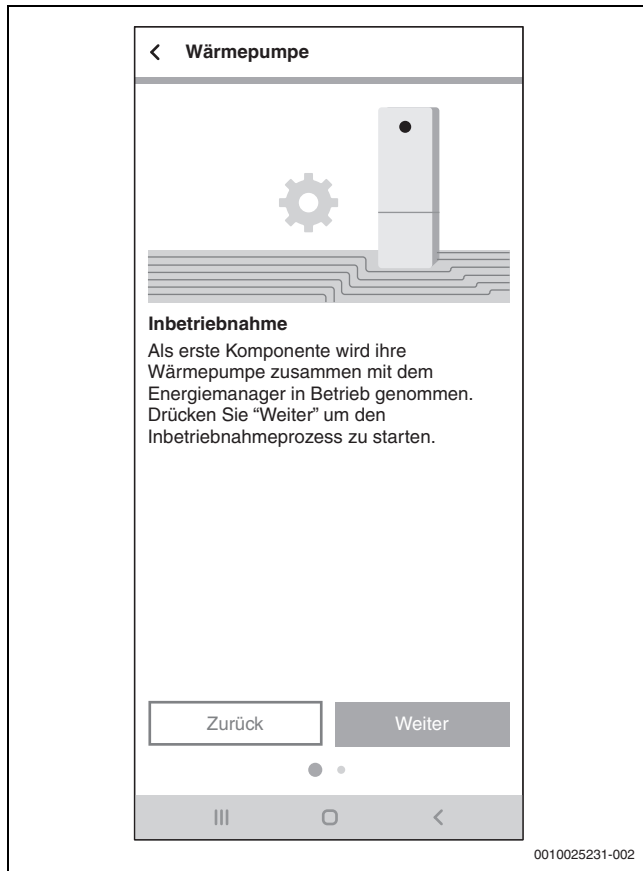 Wärmepumpe
Inbetriebnahme
Als erste Komponente wird ihre
Wärmepumpe zusammen mit dem
Energiemanager in Betrieb genommen.
Drücken Sie “Weiter” um den
Inbetriebnahmeprozess zu starten.
Zurück
Weiter
0010025231-002